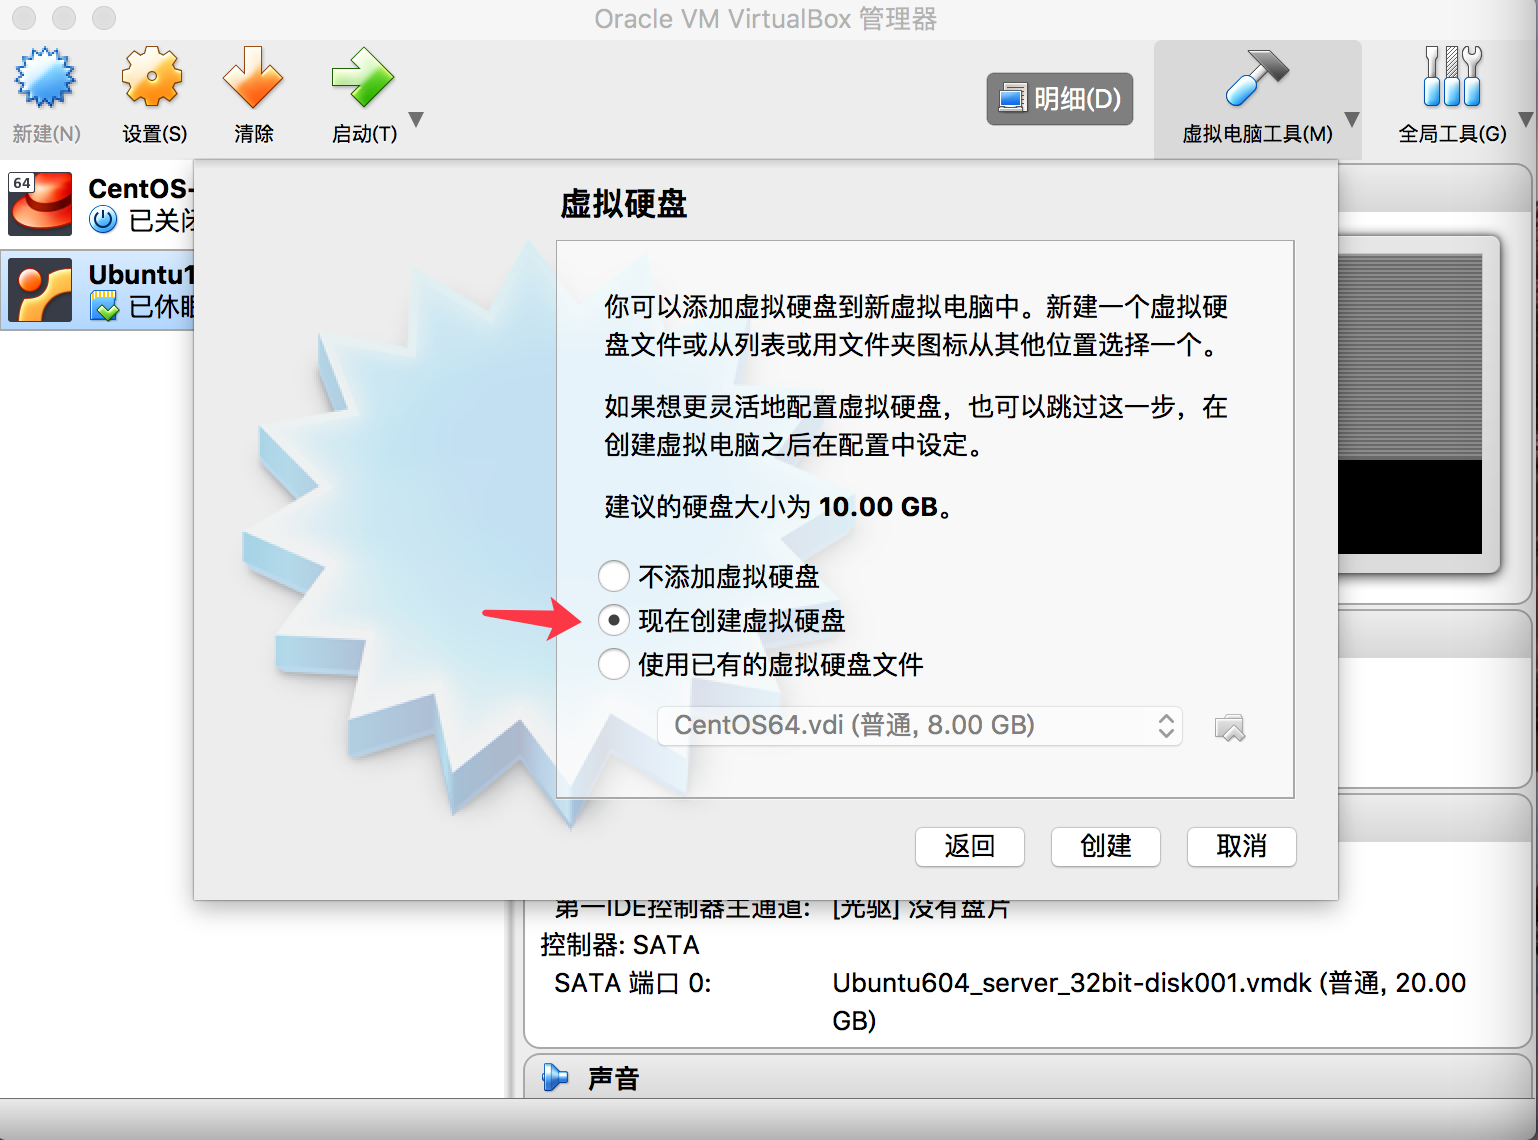 Oracle VM VirtualBox 管理器
新建(N)
设置(S)
清除
启动(T)
明细(D)
虚拟电脑工具(M)
全局工具(G)
64
CentOS-
已关闭
Ubuntu1
已休眠
虚拟硬盘
你可以添加虚拟硬盘到新虚拟电脑中。新建一个虚拟硬
盘文件或从列表或用文件夹图标从其他位置选择一个。
如果想更灵活地配置虚拟硬盘，也可以跳过这一步，在
创建虚拟电脑之后在配置中设定。
建议的硬盘大小为 10.00 GB。
不添加虚拟硬盘
现在创建虚拟硬盘
使用已有的虚拟硬盘文件
CentOS64.vdi (普通, 8.00 GB)
返回
创建
取消
第一IDE控制器主通道: [光驱] 没有盘片
控制器: SATA
SATA 端口 0: Ubuntu604_server_32bit-disk001.vmdk (普通, 20.00
GB)
声音